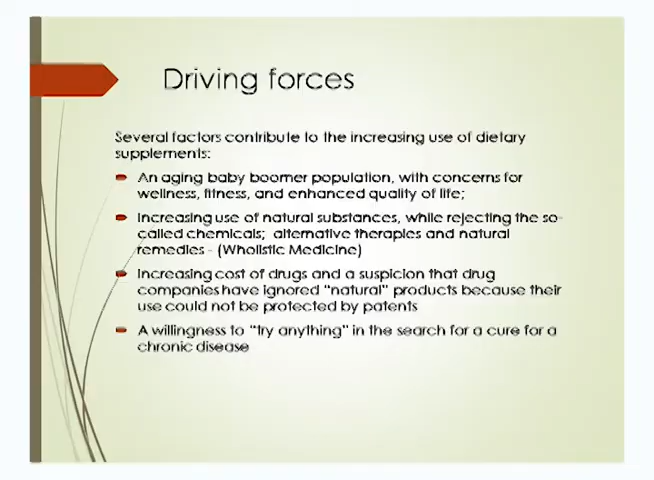 Driving forces
Several factors contribute to the increasing use of dietary
supplements:
An aging baby boomer population, with concerns for
wellness, fitness, and enhanced quality of life;
Increasing use of natural substances, while rejecting the so-
called chemicals; alternative therapies and natural
remedies - (Wholistic Medicine)
Increasing cost of drugs and a suspicion that drug
companies have ignored "natural" products because their
use could not be protected by patents
A willingness to "try anything" in the search for a cure for a
chronic disease